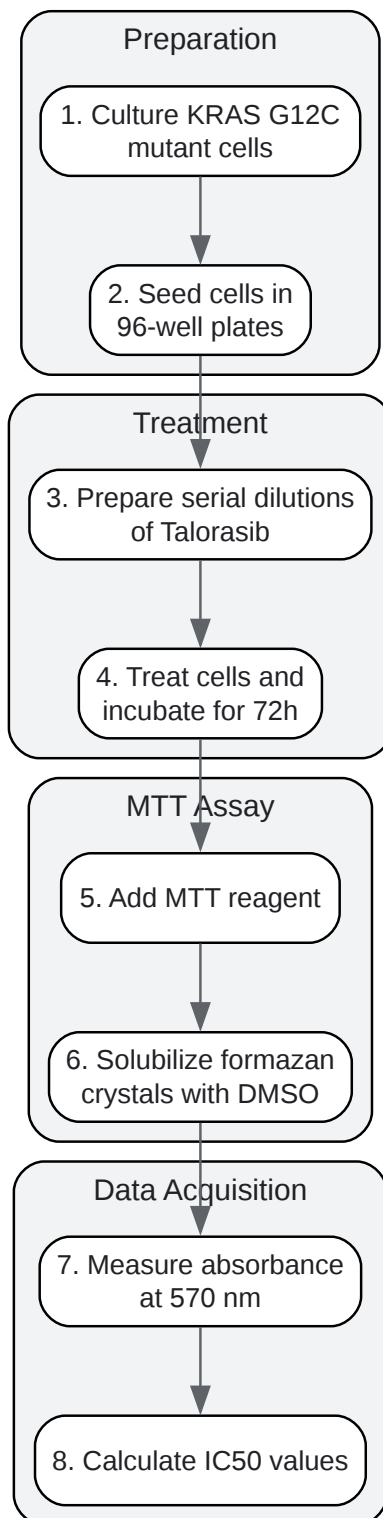 Preparation
1. Culture KRAS G12C
mutant cells
2. Seed cells in
96-well plates
Treatment
3. Prepare serial dilutions
of Talorasib
4. Treat cells and
incubate for 72h
MTT Assay
5. Add MTT reagent
6. Solubilize formazan
crystals with DMSO
Data Acquisition
7. Measure absorbance
at 570 nm
8. Calculate IC50 values